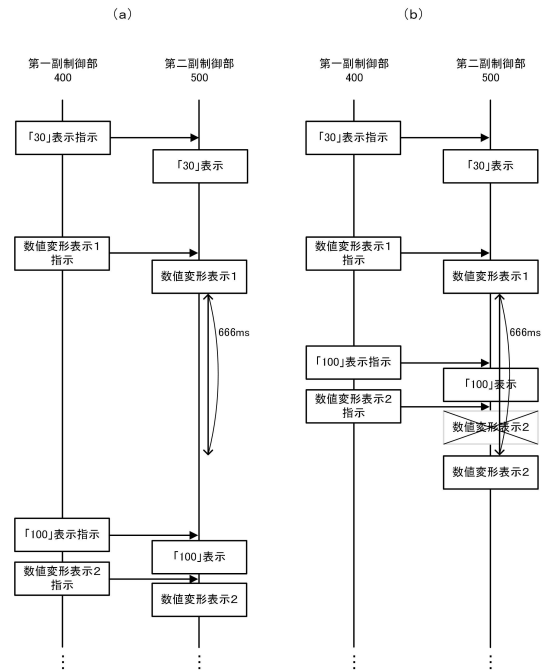 (a)
第一副制御部
400
第二副制御部
500
「30」表示指示
「30」表示
数値変形表示1
指示
数値変形表示1
666ms
「100」表示指示
「100」表示
数値変形表示2
指示
数値変形表示2
⋮
⋮
(b)
第一副制御部
400
第二副制御部
500
「30」表示指示
「30」表示
数値変形表示1
指示
数値変形表示1
666ms
「100」表示指示
「100」表示
数値変形表示2
指示
数値変形表示2
数値変形表示2
⋮
⋮